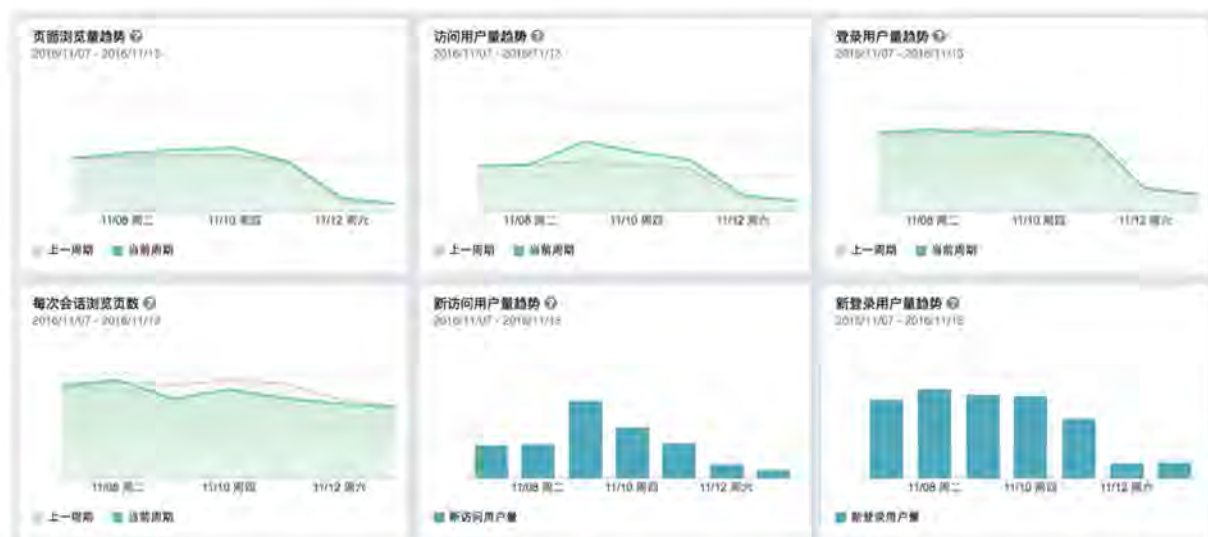 页面浏览量趋势
2016/11/07 - 2016/11/13
11/08 周二
11/10 周四
11/12 周六
上一周期
当前周期
访问用户量趋势
2016/11/07 - 2016/11/13
11/08 周二
11/10 周四
11/12 周六
上一周期
当前周期
登录用户量趋势
2016/11/07 - 2016/11/13
11/08 周二
11/10 周四
11/12 周六
上一周期
当前周期
每次会话浏览页数
2016/11/07 - 2016/11/13
11/08 周二
11/10 周四
11/12 周六
上一周期
当前周期
新访问用户量趋势
2016/11/07 - 2016/11/13
11/08 周二
11/10 周四
11/12 周六
新访问用户量
新登录用户量趋势
2016/11/07 - 2016/11/13
11/08 周二
11/10 周四
11/12 周六
新登录用户量